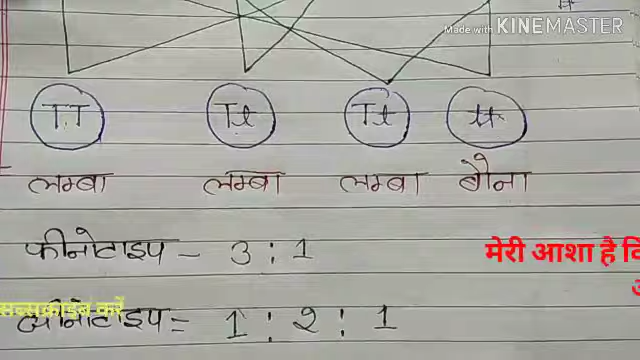 Made with KINEMASTER
TT Tt Tt tt
लम्बा लम्बा लम्बा बौना
फीनोटाइप - 3 : 1
मेरी आशा है
सब्सक्राइब करें
जीनोटाइप = 1 : २ : 1